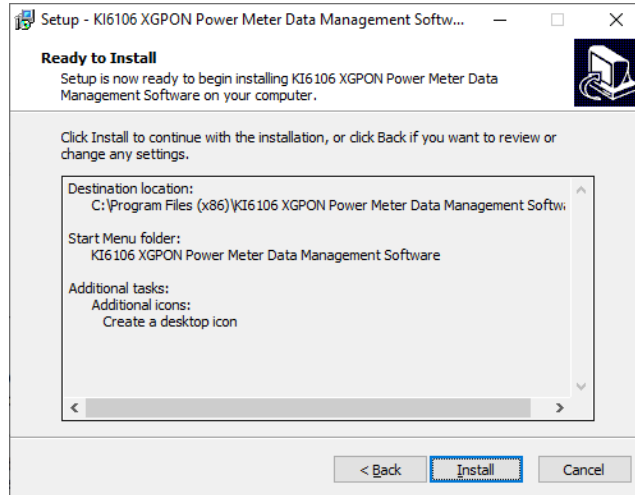 Setup - KI6106 XGPON Power Meter Data Management Softw...
Ready to Install
Setup is now ready to begin installing KI6106 XGPON Power Meter Data
Management Software on your computer.
Click Install to continue with the installation, or click Back if you want to review or
change any settings.
Destination location:
C:\Program Files (x86)\KI6106 XGPON Power Meter Data Management Softwa
Start Menu folder:
KI6106 XGPON Power Meter Data Management Software
Additional tasks:
Additional icons:
Create a desktop icon
< Back
Install
Cancel